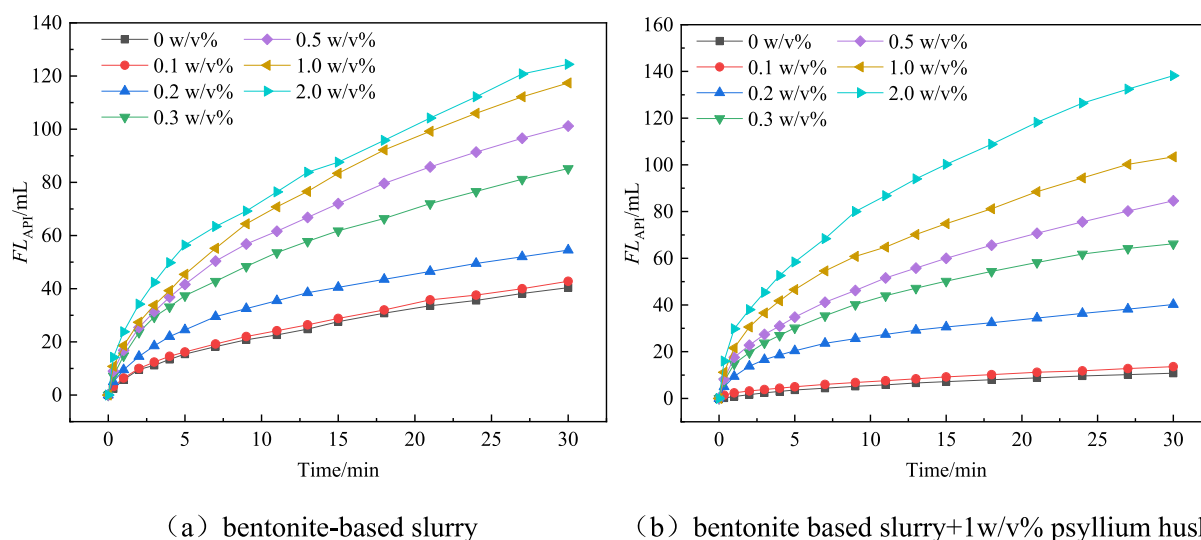 140
120
100
80
60
40
20
0
FL_API/mL
0 w/v%
0.1 w/v%
0.2 w/v%
0.3 w/v%
0.5 w/v%
1.0 w/v%
2.0 w/v%
0 5 10 15 20 25 30
Time/min
(a) bentonite-based slurry
160
140
120
100
80
60
40
20
0
FL_API/mL
0 w/v%
0.1 w/v%
0.2 w/v%
0.3 w/v%
0.5 w/v%
1.0 w/v%
2.0 w/v%
0 5 10 15 20 25 30
Time/min
(b) bentonite based slurry+1w/v% psyllium husk